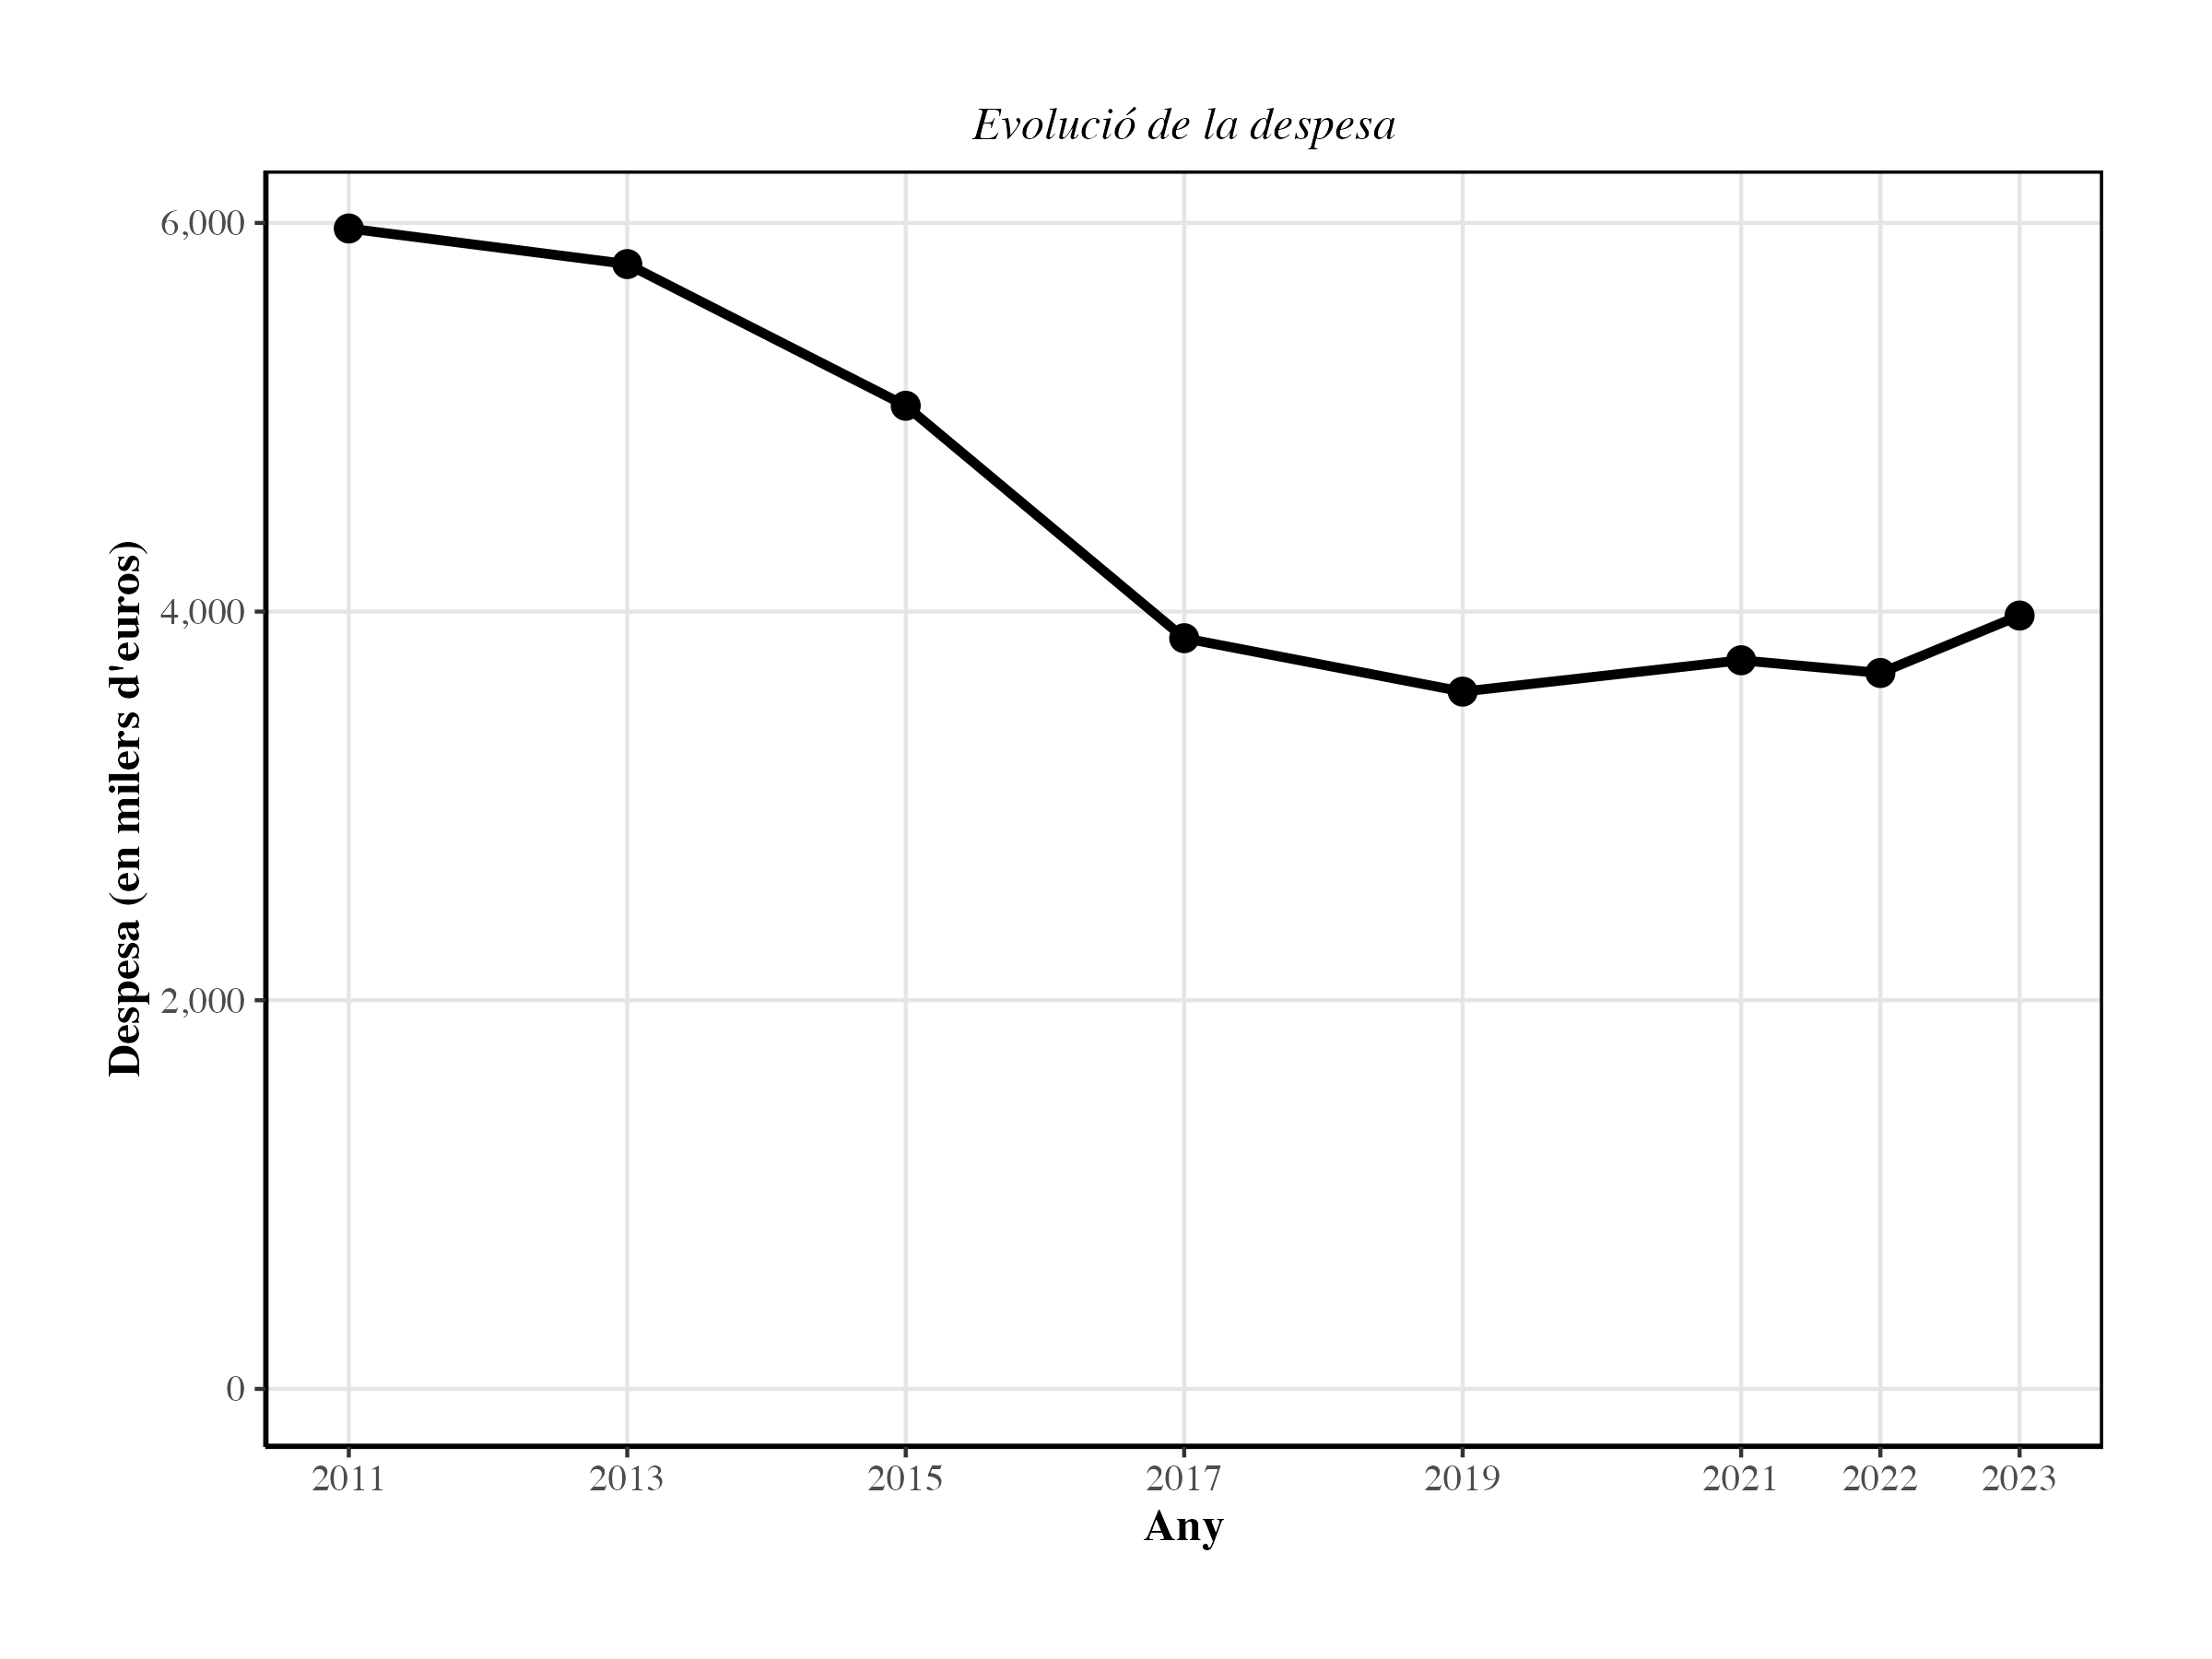 Evolució de la despesa
Despesa (en milers d'euros)
6,000
4,000
2,000
0
2011 2013 2015 2017 2019 2021 2022 2023
Any